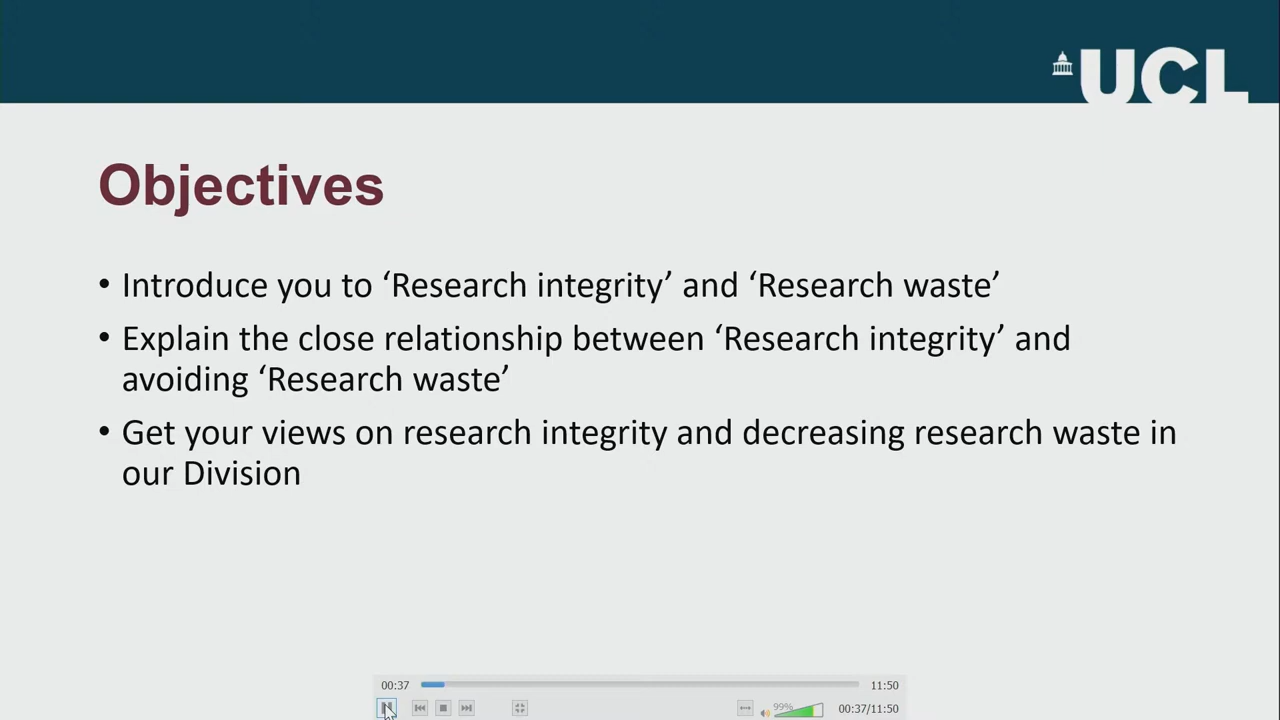 UCL
Objectives
• Introduce you to ‘Research integrity’ and ‘Research waste’
• Explain the close relationship between ‘Research integrity’ and
avoiding ‘Research waste’
• Get your views on research integrity and decreasing research waste in
our Division
00:37 11:50
99% 00:37/11:50